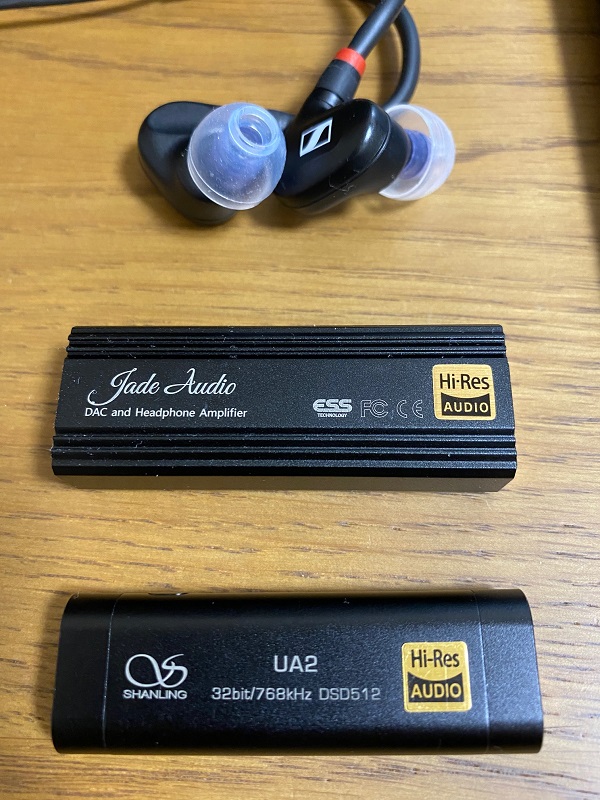 Jade Audio
DAC and Headphone Amplifier
ESS
TECHNOLOGY
FC CE
Hi-Res
AUDIO
SHANLING
UA2
32bit/768kHz DSD512
Hi-Res
AUDIO